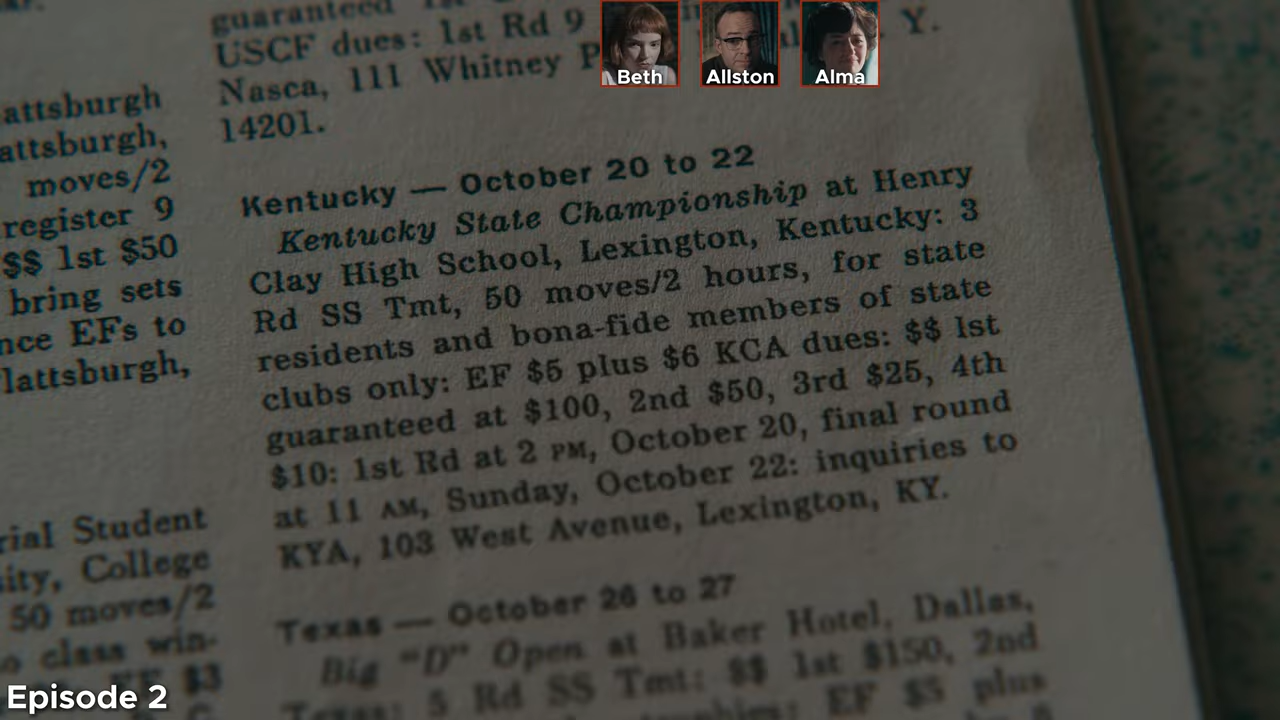 guaranteed
USCF dues: 1st Rd 9
Nasca, 111 Whitney P Y.
14201.
attsburgh
attsburgh,
moves/2
register 9
$$ 1st $50
bring sets
nce EFs to
lattsburgh,
rial Student
sity, College
50 moves/2
o class win-
$3
Kentucky — October 20 to 22
Kentucky State Championship at Henry
Clay High School, Lexington, Kentucky: 3
Rd SS Tmt, 50 moves/2 hours, for state
residents and bona-fide members of state
clubs only: EF $5 plus $6 KCA dues: $$ 1st
guaranteed at $100, 2nd $50, 3rd $25, 4th
$10: 1st Rd at 2 PM, October 20, final round
at 11 AM, Sunday, October 22: inquiries to
KYA, 103 West Avenue, Lexington, KY.
Texas — October 26 to 27
Big "D" Open at Baker Hotel, Dallas,
Texas: 5 Rd SS Tmt: $$ 1st $150, 2nd
EF $5 plus
Beth
Allston
Alma
Episode 2